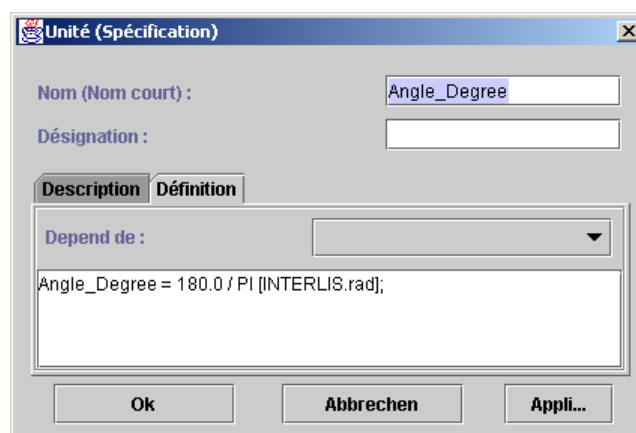 Unité (Spécification)
Nom (Nom court) : Angle_Degree
Désignation :
Description Définition
Depend de :
Angle_Degree = 180.0 / PI [INTERLIS.rad];
Ok Abbrechen Appli...